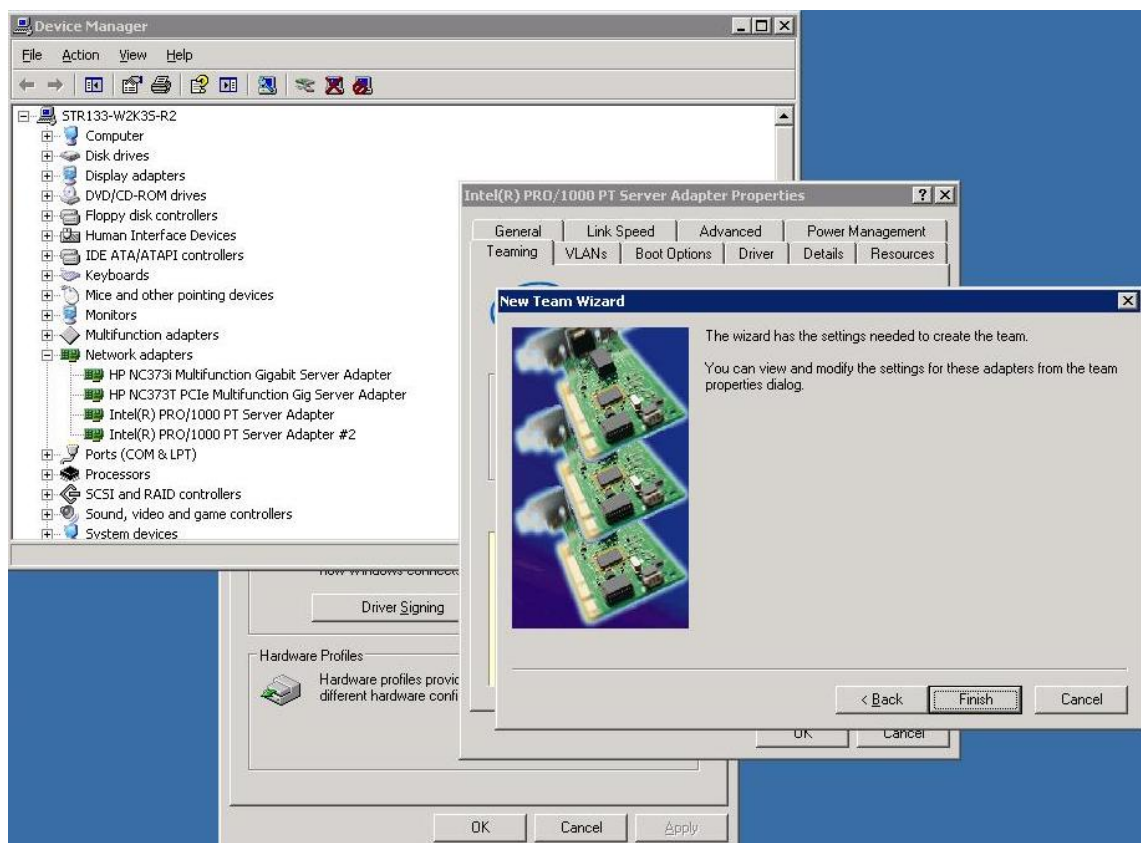 Device Manager
File Action View Help
STR133-W2K35-R2
Computer
Disk drives
Display adapters
DVD/CD-ROM drives
Floppy disk controllers
Human Interface Devices
IDE ATA/ATAPI controllers
Keyboards
Mice and other pointing devices
Monitors
Multifunction adapters
Network adapters
HP NC373i Multifunction Gigabit Server Adapter
HP NC373T PCIe Multifunction Gig Server Adapter
Intel(R) PRO/1000 PT Server Adapter
Intel(R) PRO/1000 PT Server Adapter #2
Ports (COM & LPT)
Processors
SCSI and RAID controllers
Sound, video and game controllers
System devices
Intel(R) PRO/1000 PT Server Adapter Properties
General Link Speed Advanced Power Management
Teaming VLANs Boot Options Driver Details Resources
New Team Wizard
The wizard has the settings needed to create the team.
You can view and modify the settings for these adapters from the team
properties dialog.
< Back Finish Cancel
OK Cancel
how Windows connect
Driver Signing
Hardware Profiles
Hardware profiles provic
different hardware confi
OK Cancel Apply